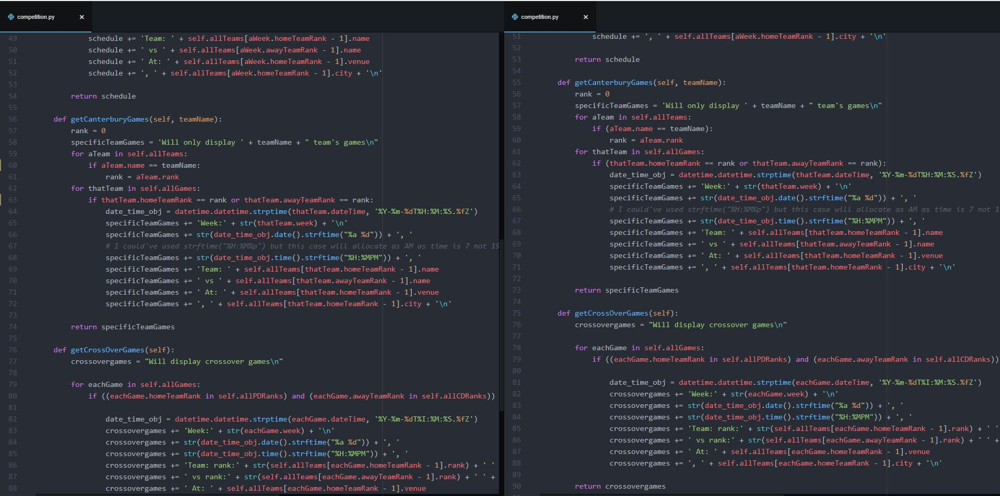 competition.py
49 schedule += 'Team: ' + self.allTeams[aWeek.homeTeamRank - 1].name
50 schedule += ' vs ' + self.allTeams[aWeek.awayTeamRank - 1].name
51 schedule += ' At: ' + self.allTeams[aWeek.homeTeamRank - 1].venue
52 schedule += ', ' + self.allTeams[aWeek.homeTeamRank - 1].city + '\n'
53
54 return schedule
55
56 def getCanterburyGames(self, teamName):
57 rank = 0
58 specificTeamGames = 'Will only display ' + teamName + " team's games\n"
59 for aTeam in self.allTeams:
60 if aTeam.name == teamName:
61 rank = aTeam.rank
62 for thatTeam in self.allGames:
63 if thatTeam.homeTeamRank == rank or thatTeam.awayTeamRank == rank:
64 date_time_obj = datetime.datetime.strptime(thatTeam.dateTime, '%Y-%m-%dT%H:%M:%S.%fZ')
65 specificTeamGames += 'Week:' + str(thatTeam.week) + '\n'
66 specificTeamGames += str(date_time_obj.date().strftime("%a %d")) + ', '
67 # I could've used strftime("%H:%M%p") but this case will allocate as AM as time is 7 not 19
68 specificTeamGames += str(date_time_obj.time().strftime("%H:%MPM")) + ', '
69 specificTeamGames += 'Team: ' + self.allTeams[thatTeam.homeTeamRank - 1].name
70 specificTeamGames += ' vs ' + self.allTeams[thatTeam.awayTeamRank - 1].name
71 specificTeamGames += ' At: ' + self.allTeams[thatTeam.homeTeamRank - 1].venue
72 specificTeamGames += ', ' + self.allTeams[thatTeam.homeTeamRank - 1].city + '\n'
73
74 return specificTeamGames
75
76 def getCrossOverGames(self):
77 crossovergames = "Will display crossover games\n"
78
79 for eachGame in self.allGames:
80 if ((eachGame.homeTeamRank in self.allPDRanks) and (eachGame.awayTeamRank in self.allCDRanks))
81
82 date_time_obj = datetime.datetime.strptime(eachGame.dateTime, '%Y-%m-%dT%I:%M:%S.%fZ')
83 crossovergames += 'Week:' + str(eachGame.week) + '\n'
84 crossovergames += str(date_time_obj.date().strftime("%a %d")) + ', '
85 crossovergames += str(date_time_obj.time().strftime("%H:%MPM")) + ', '
86 crossovergames += 'Team: rank:' + str(self.allTeams[eachGame.homeTeamRank - 1].rank) + ' '
87 crossovergames += ' vs rank:' + str(self.allTeams[eachGame.awayTeamRank - 1].rank) + ' ' +
88 crossovergames += ' At: ' + self.allTeams[eachGame.homeTeamRank - 1].venue
competition.py
51 schedule += ', ' + self.allTeams[aWeek.homeTeamRank - 1].city + '\n'
52
53 return schedule
54
55 def getCanterburyGames(self, teamName):
56 rank = 0
57 specificTeamGames = 'Will only display ' + teamName + " team's games\n"
58 for aTeam in self.allTeams:
59 if (aTeam.name == teamName):
60 rank = aTeam.rank
61 for thatTeam in self.allGames:
62 if (thatTeam.homeTeamRank == rank or thatTeam.awayTeamRank == rank):
63 date_time_obj = datetime.datetime.strptime(thatTeam.dateTime, '%Y-%m-%dT%H:%M:%S.%fZ')
64 specificTeamGames += 'Week:' + str(thatTeam.week) + '\n'
65 specificTeamGames += str(date_time_obj.date().strftime("%a %d")) + ', '
66 # I could've used strftime("%H:%M%p") but this case will allocate as AM as time is 7 not 1
67 specificTeamGames += str(date_time_obj.time().strftime("%H:%MPM")) + ', '
68 specificTeamGames += 'Team: ' + self.allTeams[thatTeam.homeTeamRank - 1].name
69 specificTeamGames += ' vs ' + self.allTeams[thatTeam.awayTeamRank - 1].name
70 specificTeamGames += ' At: ' + self.allTeams[thatTeam.homeTeamRank - 1].venue
71 specificTeamGames += ', ' + self.allTeams[thatTeam.homeTeamRank - 1].city + '\n'
72
73 return specificTeamGames
74
75 def getCrossOverGames(self):
76 crossovergames = "Will display crossover games\n"
77
78 for eachGame in self.allGames:
79 if ((eachGame.homeTeamRank in self.allPDRanks) and (eachGame.awayTeamRank in self.allCDRanks))
80
81 date_time_obj = datetime.datetime.strptime(eachGame.dateTime, '%Y-%m-%dT%I:%M:%S.%fZ')
82 crossovergames += 'Week:' + str(eachGame.week) + '\n'
83 crossovergames += str(date_time_obj.date().strftime("%a %d")) + ', '
84 crossovergames += str(date_time_obj.time().strftime("%H:%MPM")) + ', '
85 crossovergames += 'Team: rank:' + str(self.allTeams[eachGame.homeTeamRank - 1].rank) + ' '
86 crossovergames += ' vs rank:' + str(self.allTeams[eachGame.awayTeamRank - 1].rank) + ' ' +
87 crossovergames += ' At: ' + self.allTeams[eachGame.homeTeamRank - 1].venue
88 crossovergames += ', ' + self.allTeams[eachGame.homeTeamRank - 1].city + '\n'
89
90 return crossovergames